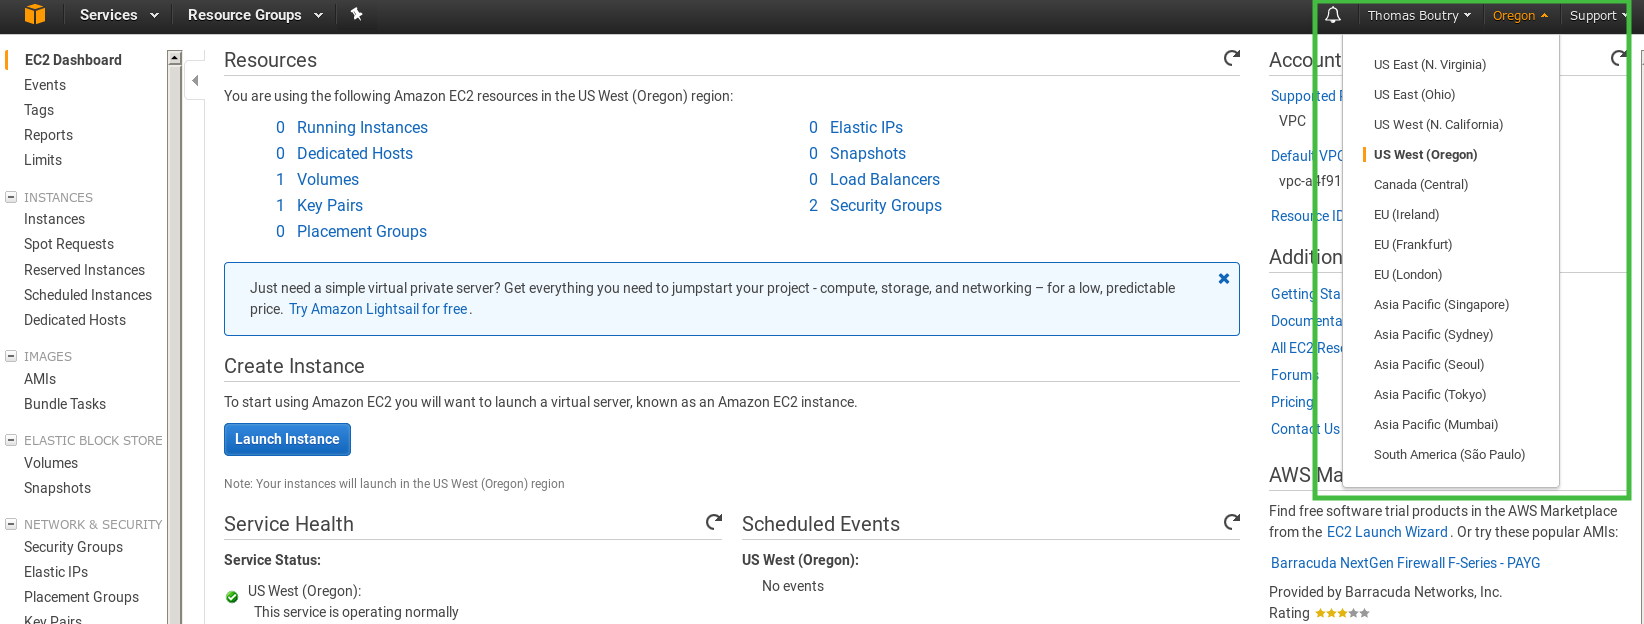 Services
Resource Groups
Thomas Boutry
Oregon
Support
EC2 Dashboard
Events
Tags
Reports
Limits
INSTANCES
Instances
Spot Requests
Reserved Instances
Scheduled Instances
Dedicated Hosts
IMAGES
AMIs
Bundle Tasks
ELASTIC BLOCK STORE
Volumes
Snapshots
NETWORK & SECURITY
Security Groups
Elastic IPs
Placement Groups
Key Pairs
Resources
You are using the following Amazon EC2 resources in the US West (Oregon) region:
0 Running Instances
0 Dedicated Hosts
1 Volumes
1 Key Pairs
0 Placement Groups
0 Elastic IPs
0 Snapshots
0 Load Balancers
2 Security Groups
Just need a simple virtual private server? Get everything you need to jumpstart your project - compute, storage, and networking – for a low, predictable
price. Try Amazon Lightsail for free.
Create Instance
To start using Amazon EC2 you will want to launch a virtual server, known as an Amazon EC2 instance.
Launch Instance
Note: Your instances will launch in the US West (Oregon) region
Service Health
Service Status:
US West (Oregon):
This service is operating normally
Scheduled Events
US West (Oregon):
No events
Account
Supported
VPC
Default VPC
vpc-a4f91
Resource ID
Addition
Getting Sta
Documenta
All EC2 Reso
Forums
Pricing
Contact Us
AWS Ma
US East (N. Virginia)
US East (Ohio)
US West (N. California)
US West (Oregon)
Canada (Central)
EU (Ireland)
EU (Frankfurt)
EU (London)
Asia Pacific (Singapore)
Asia Pacific (Sydney)
Asia Pacific (Seoul)
Asia Pacific (Tokyo)
Asia Pacific (Mumbai)
South America (São Paulo)
Find free software trial products in the AWS Marketplace
from the EC2 Launch Wizard. Or try these popular AMIs:
Barracuda NextGen Firewall F-Series - PAYG
Provided by Barracuda Networks, Inc.
Rating